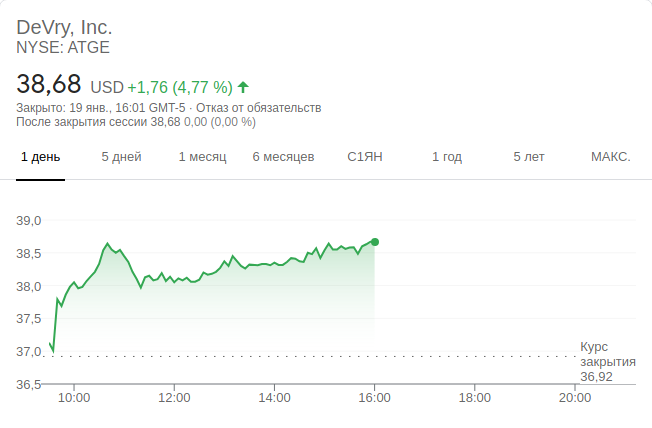 DeVry, Inc.
NYSE: ATGE
38,68 USD +1,76 (4,77 %)
Закрыто: 19 янв., 16:01 GMT-5 · Отказ от обязательств
После закрытия сессии 38,68 0,00 (0,00 %)
1 день 5 дней 1 месяц 6 месяцев С1ЯН 1 год 5 лет МАКС.
39,0
38,5
38,0
37,5
37,0
36,5
Курс
закрытия
36,92
10:00 12:00 14:00 16:00 18:00 20:00